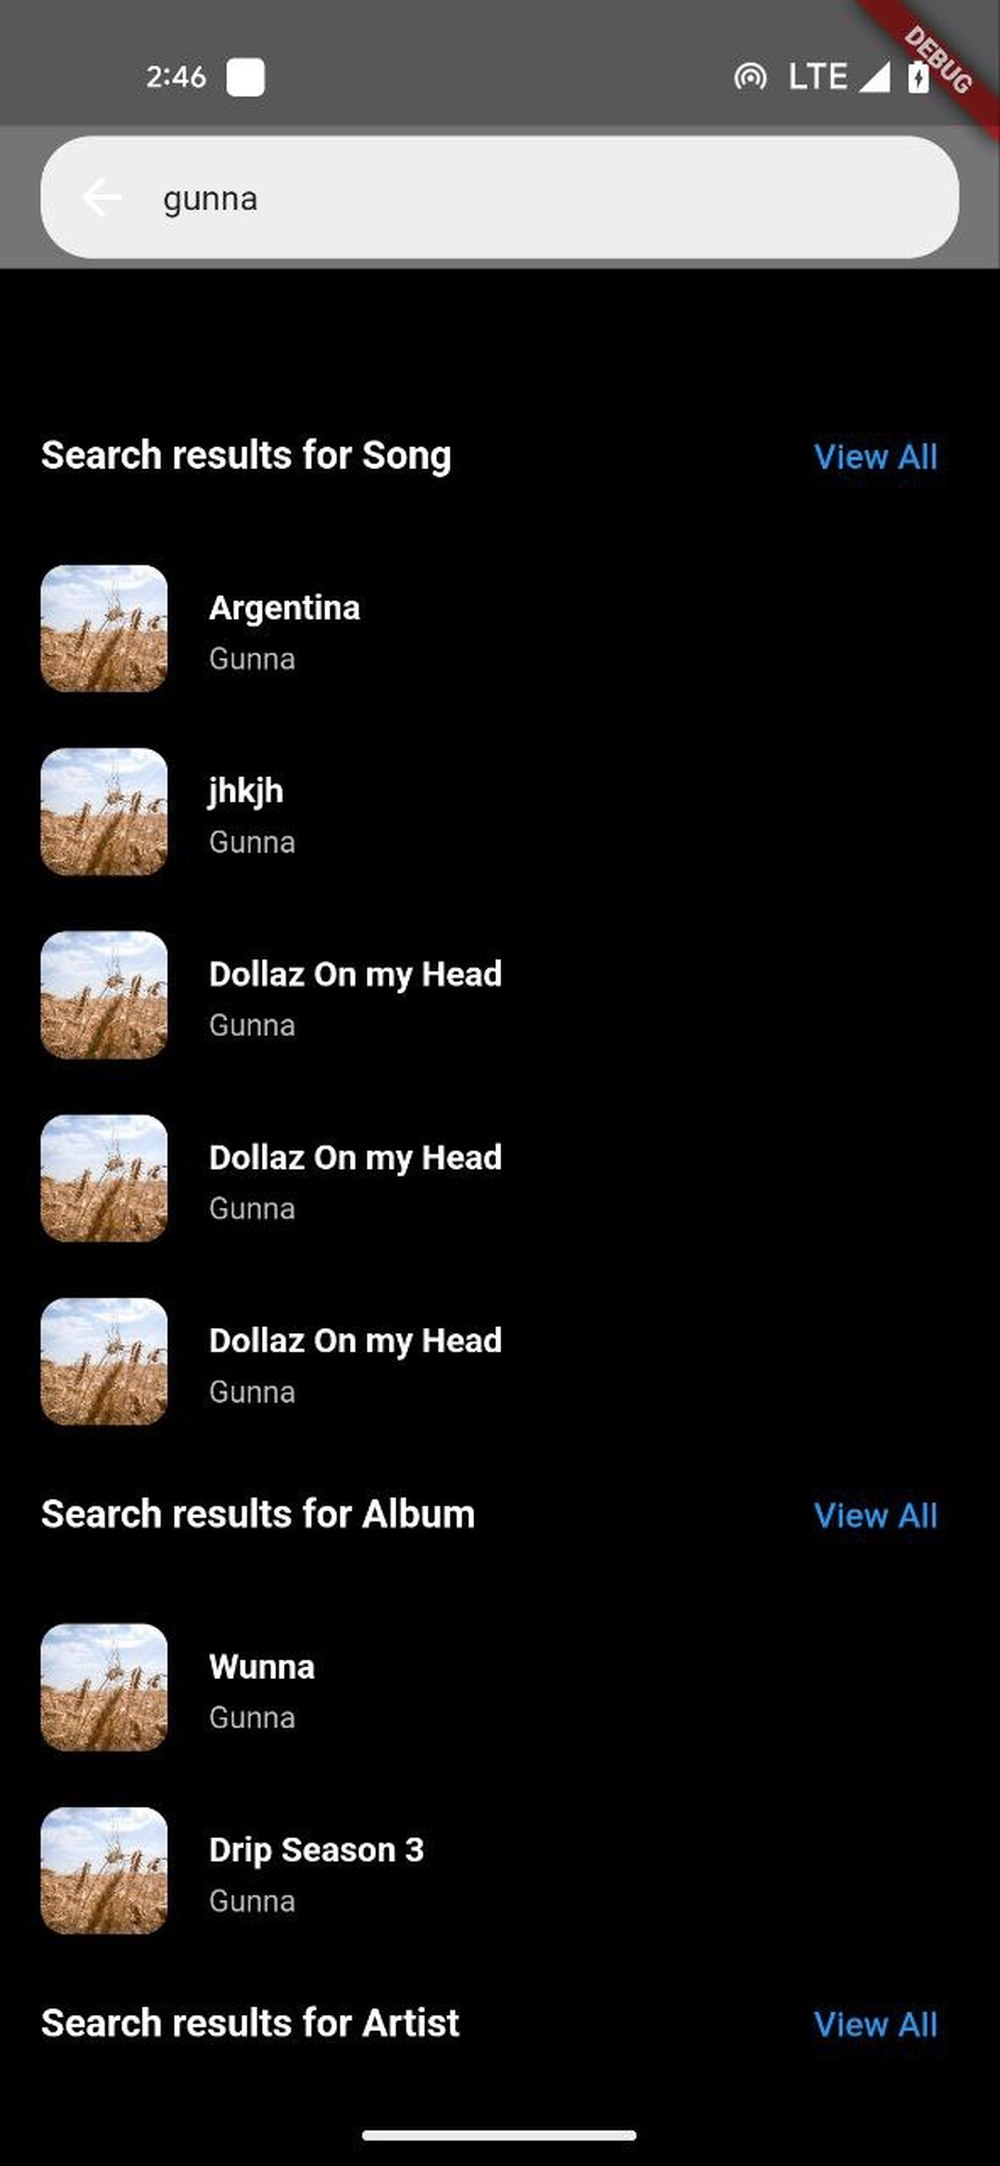 2:46 LTE
DEBUG
gunna
Search results for Song View All
Argentina
Gunna
jhkjh
Gunna
Dollaz On my Head
Gunna
Dollaz On my Head
Gunna
Dollaz On my Head
Gunna
Search results for Album View All
Wunna
Gunna
Drip Season 3
Gunna
Search results for Artist View All